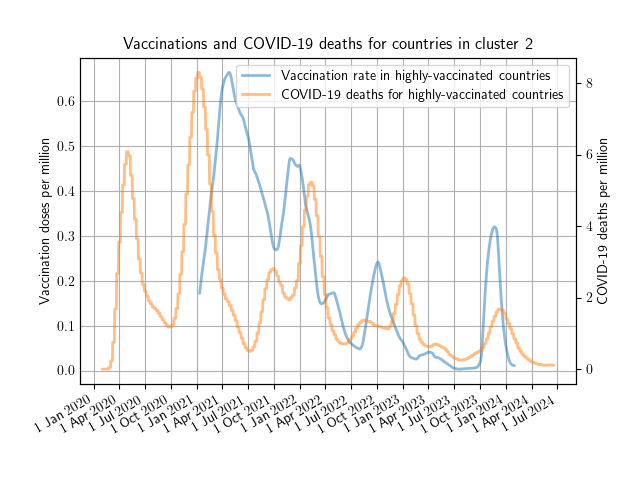 Vaccinations and COVID-19 deaths for countries in cluster 2
Vaccination rate in highly-vaccinated countries
COVID-19 deaths for highly-vaccinated countries
Vaccination doses per million
0.6
0.5
0.4
0.3
0.2
0.1
0.0
8
6
4
2
0
COVID-19 deaths per million
1 Jan 2020
1 Apr 2020
1 Jul 2020
1 Oct 2020
1 Jan 2021
1 Apr 2021
1 Jul 2021
1 Oct 2021
1 Jan 2022
1 Apr 2022
1 Jul 2022
1 Oct 2022
1 Jan 2023
1 Apr 2023
1 Jul 2023
1 Oct 2023
1 Jan 2024
1 Apr 2024
1 Jul 2024